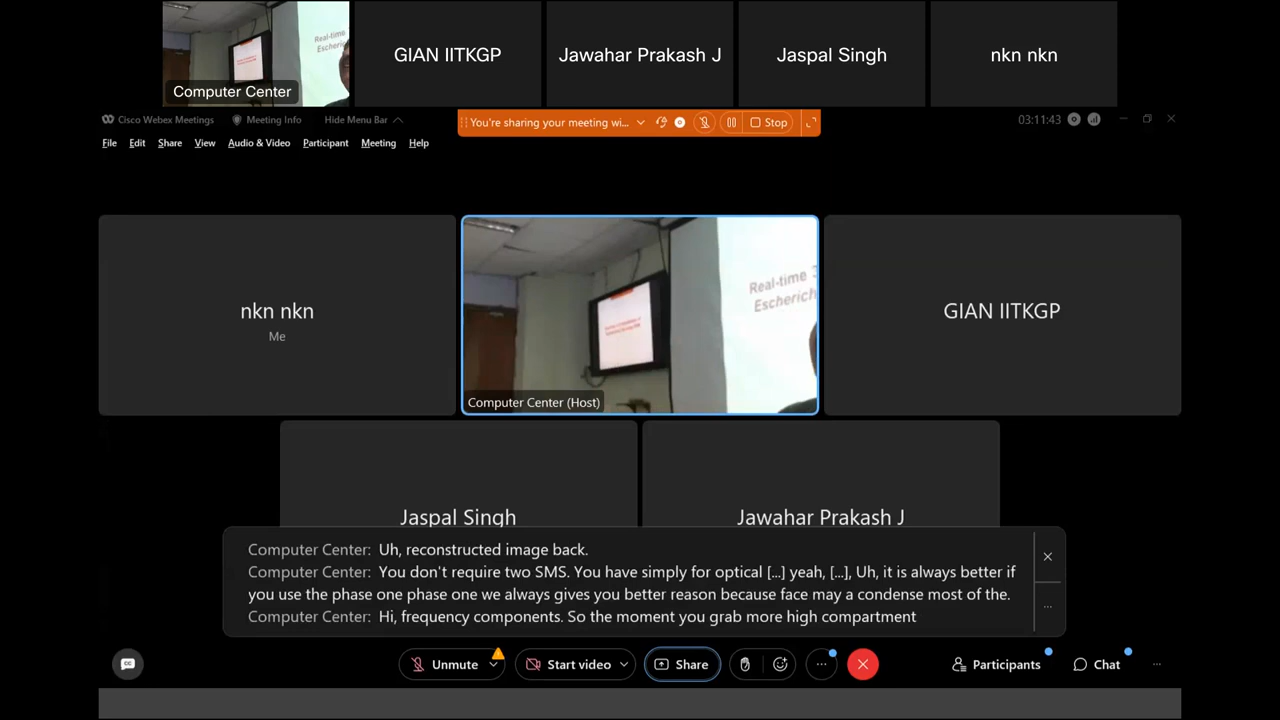 Computer Center
GIAN IITKGP
Jawahar Prakash J
Jaspal Singh
nkn nkn
Real-time
Escheric
Cisco Webex Meetings
Meeting Info
Hide Menu Bar
You're sharing your meeting wi...
Stop
03:11:43
File Edit Share View Audio & Video Participant Meeting Help
nkn nkn
Me
Real-time
Escherich
Computer Center (Host)
GIAN IITKGP
Jaspal Singh
Jawahar Prakash J
Computer Center: Uh, reconstructed image back.
Computer Center: You don't require two SMS. You have simply for optical [...] yeah, [...], Uh, it is always better if
you use the phase one phase one we always gives you better reason because face may a condense most of the.
Computer Center: Hi, frequency components. So the moment you grab more high compartment
Unmute
Start video
Share
Participants
Chat